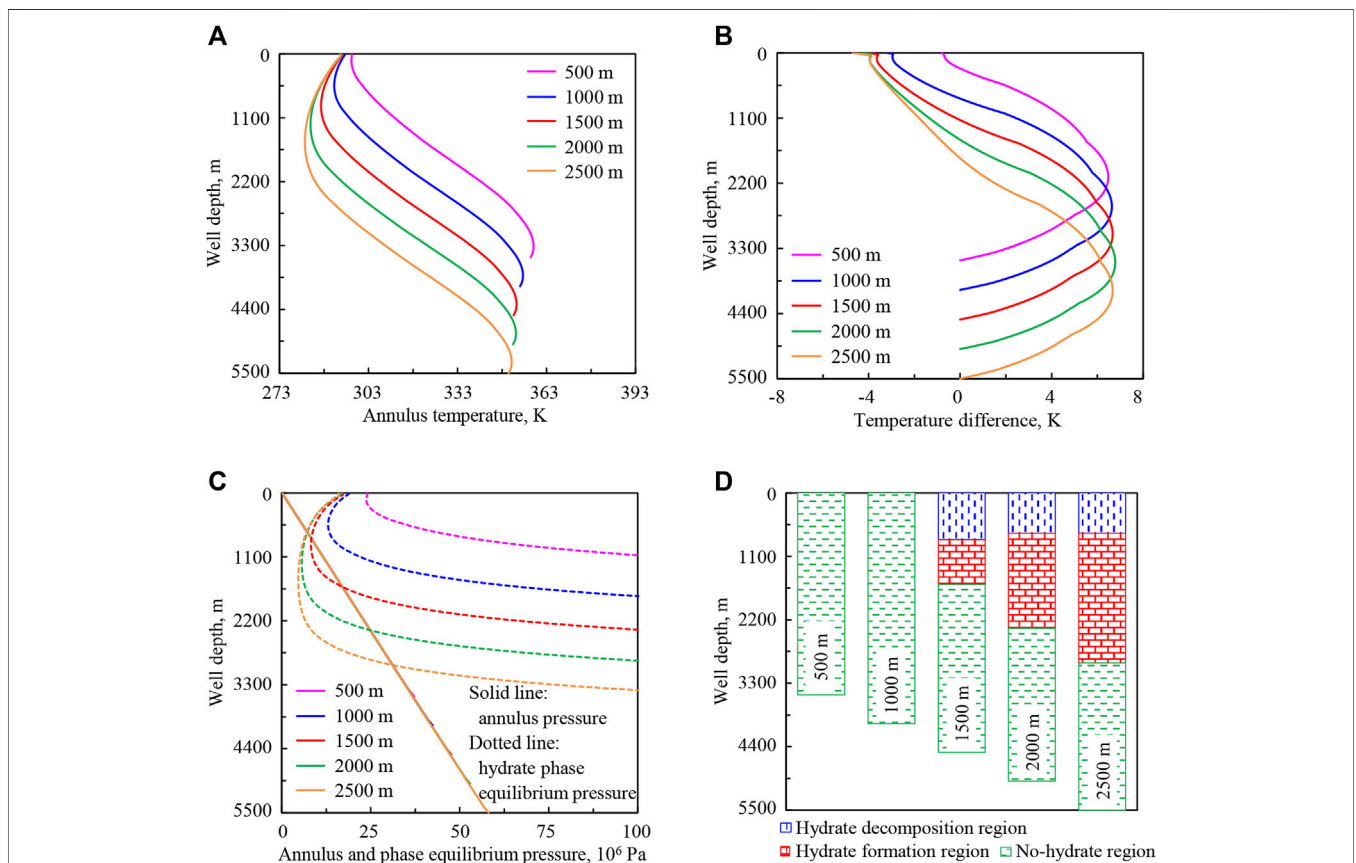 A
0
1100
2200
3300
4400
5500
Well depth, m
500 m
1000 m
1500 m
2000 m
2500 m
273 303 333 363 393
Annulus temperature, K
B
0
1100
2200
3300
4400
5500
Well depth, m
500 m
1000 m
1500 m
2000 m
2500 m
-8 -4 0 4 8
Temperature difference, K
C
0
1100
2200
3300
4400
5500
Well depth, m
500 m
1000 m
1500 m
2000 m
2500 m
Solid line:
annulus pressure
Dotted line:
hydrate phase
equilibrium pressure
0 25 50 75 100
Annulus and phase equilibrium pressure, 10⁶ Pa
D
0
1100
2200
3300
4400
5500
Well depth, m
500 m
1000 m
1500 m
2000 m
2500 m
Hydrate decomposition region
Hydrate formation region No-hydrate region